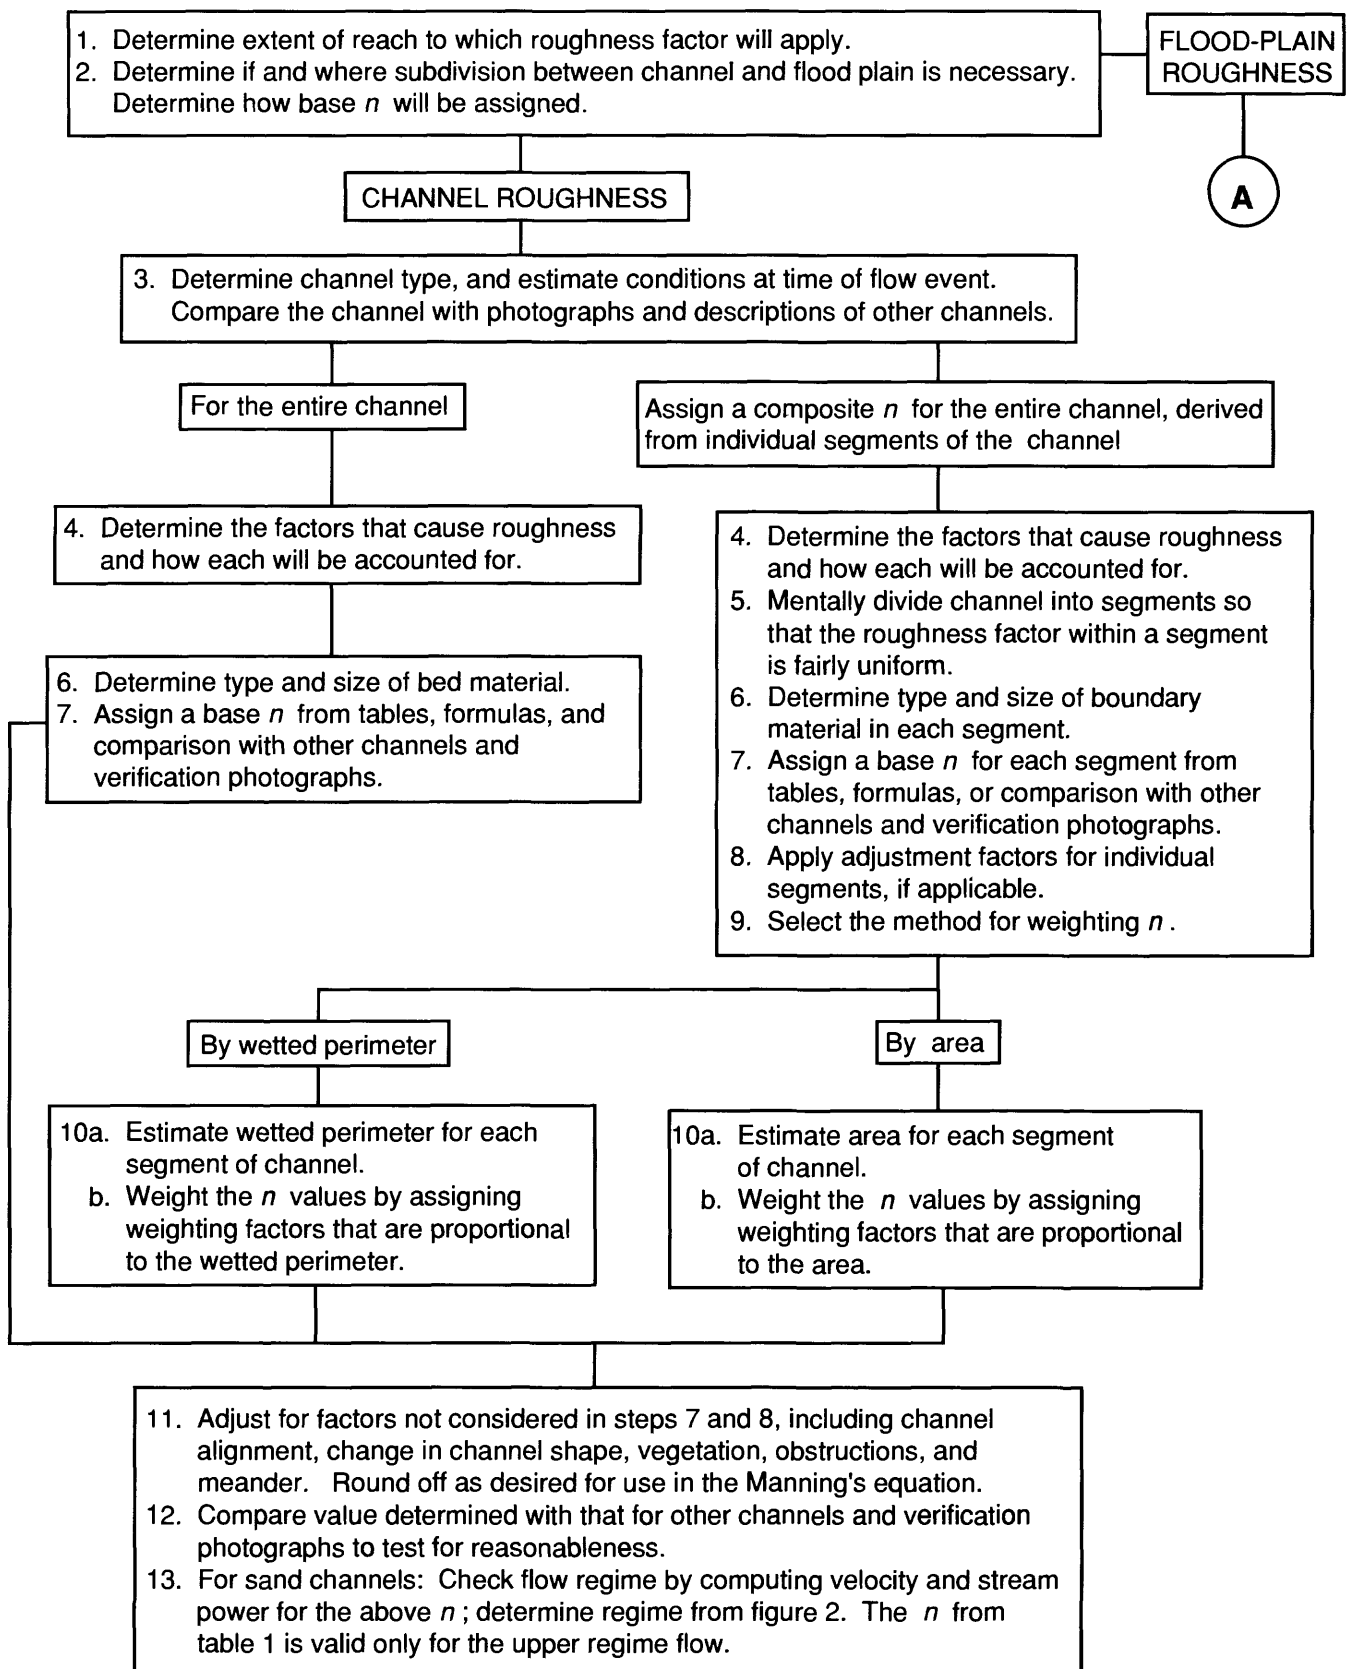 1. Determine extent of reach to which roughness factor will apply.
2. Determine if and where subdivision between channel and flood plain is necessary.
Determine how base n will be assigned.
FLOOD-PLAIN
ROUGHNESS
A
CHANNEL ROUGHNESS
3. Determine channel type, and estimate conditions at time of flow event.
Compare the channel with photographs and descriptions of other channels.
For the entire channel
4. Determine the factors that cause roughness
and how each will be accounted for.
6. Determine type and size of bed material.
7. Assign a base n from tables, formulas, and
comparison with other channels and
verification photographs.
Assign a composite n for the entire channel, derived
from individual segments of the channel
4. Determine the factors that cause roughness
and how each will be accounted for.
5. Mentally divide channel into segments so
that the roughness factor within a segment
is fairly uniform.
6. Determine type and size of boundary
material in each segment.
7. Assign a base n for each segment from
tables, formulas, or comparison with other
channels and verification photographs.
8. Apply adjustment factors for individual
segments, if applicable.
9. Select the method for weighting n .
By wetted perimeter
10a. Estimate wetted perimeter for each
segment of channel.
b. Weight the n values by assigning
weighting factors that are proportional
to the wetted perimeter.
By area
10a. Estimate area for each segment
of channel.
b. Weight the n values by assigning
weighting factors that are proportional
to the area.
11. Adjust for factors not considered in steps 7 and 8, including channel
alignment, change in channel shape, vegetation, obstructions, and
meander. Round off as desired for use in the Manning's equation.
12. Compare value determined with that for other channels and verification
photographs to test for reasonableness.
13. For sand channels: Check flow regime by computing velocity and stream
power for the above n ; determine regime from figure 2. The n from
table 1 is valid only for the upper regime flow.